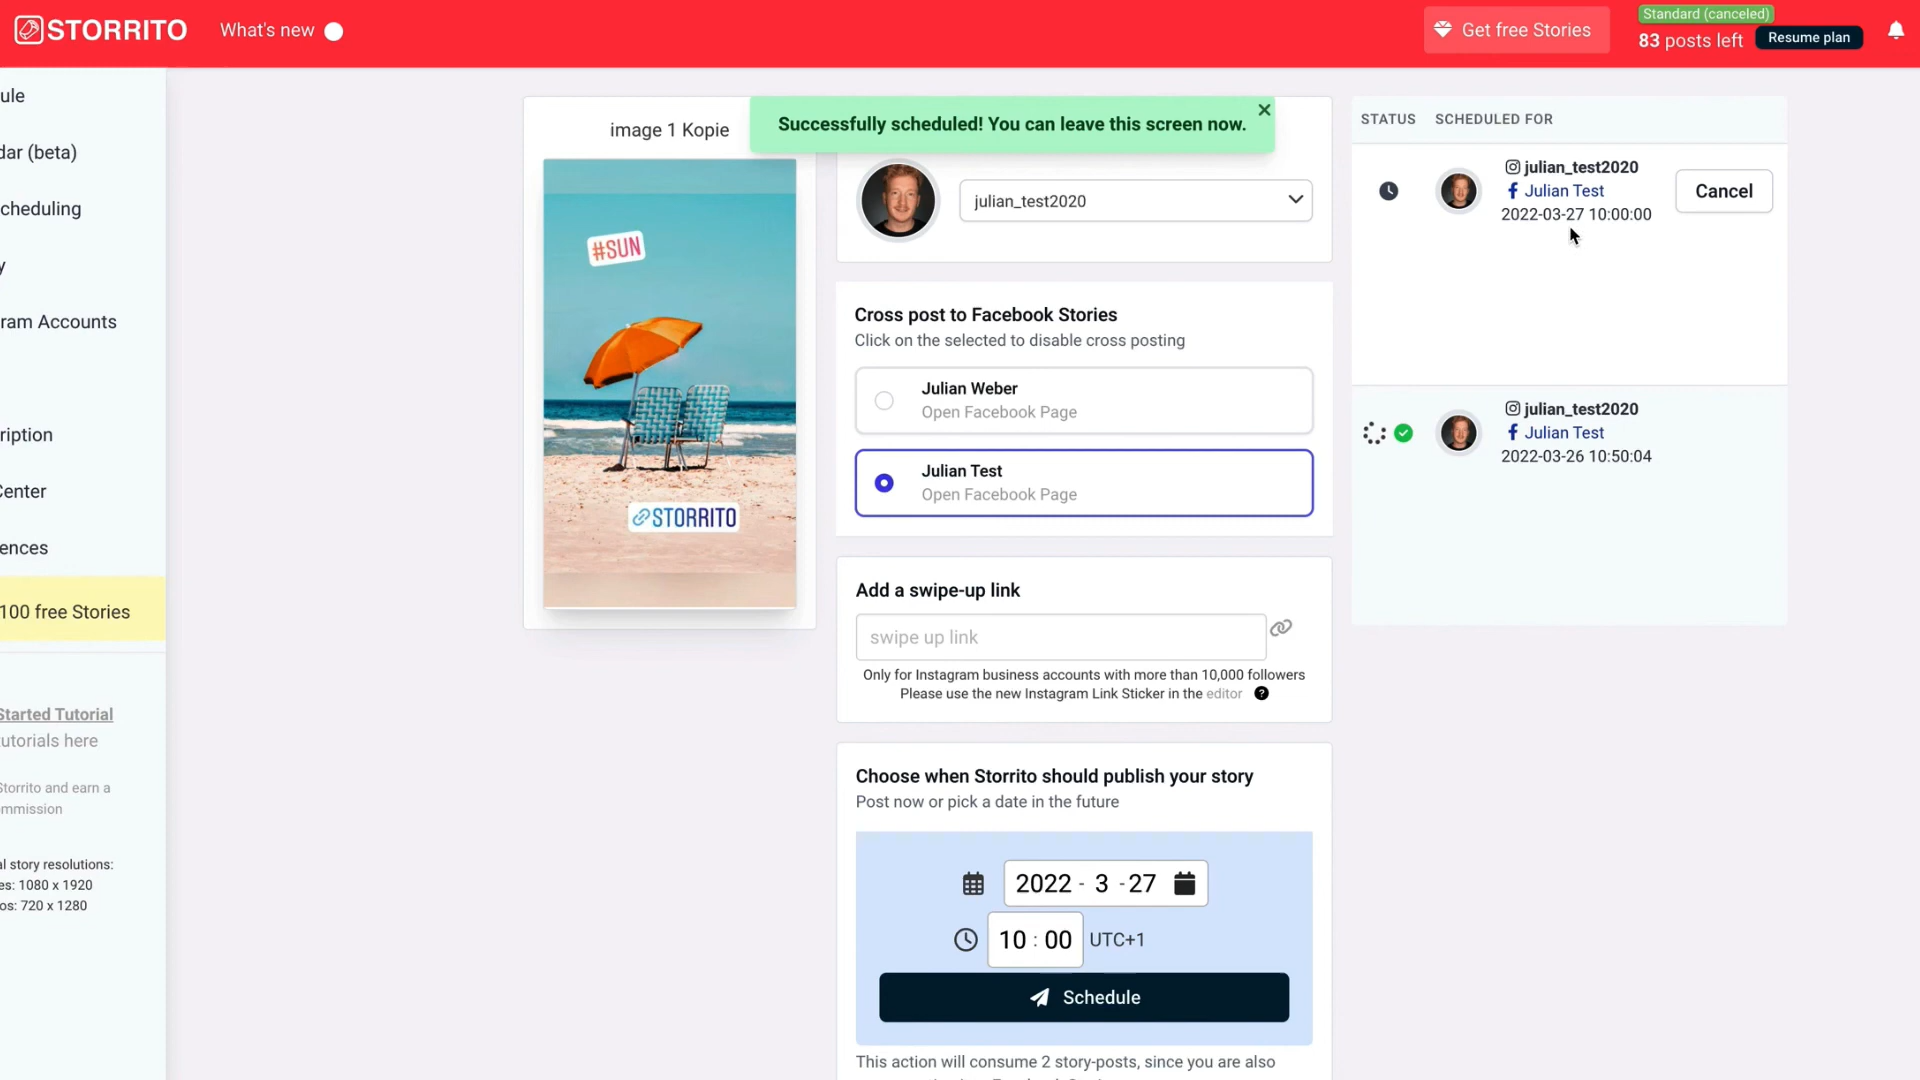 STORRITO
What's new
Get free Stories
Standard (canceled)
83 posts left
Resume plan
ule
dar (beta)
cheduling
y
ram Accounts
ription
Center
ences
100 free Stories
Started Tutorial
tutorials here
Storrito and earn a
mmission
al story resolutions:
es: 1080 x 1920
os: 720 x 1280
image 1 Kopie
#SUN
STORRITO
Successfully scheduled! You can leave this screen now.
julian_test2020
Cross post to Facebook Stories
Click on the selected to disable cross posting
Julian Weber
Open Facebook Page
Julian Test
Open Facebook Page
Add a swipe-up link
swipe up link
Only for Instagram business accounts with more than 10,000 followers
Please use the new Instagram Link Sticker in the editor ?
Choose when Storrito should publish your story
Post now or pick a date in the future
2022 - 3 - 27
10 : 00 UTC+1
Schedule
This action will consume 2 story-posts, since you are also
STATUS SCHEDULED FOR
julian_test2020
Julian Test
2022-03-27 10:00:00
Cancel
julian_test2020
Julian Test
2022-03-26 10:50:04